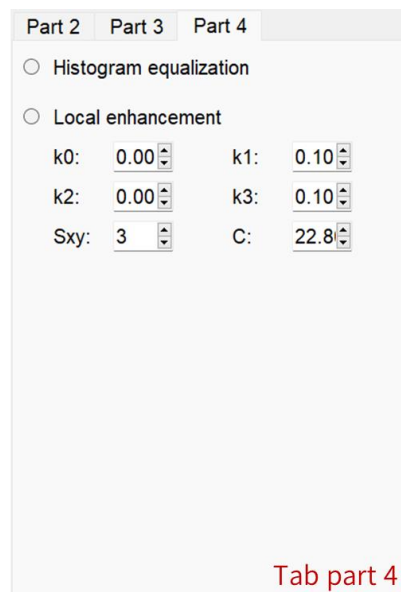 Part 2 Part 3 Part 4
Histogram equalization
Local enhancement
k0: 0.00 k1: 0.10
k2: 0.00 k3: 0.10
Sxy: 3 C: 22.8
Tab part 4